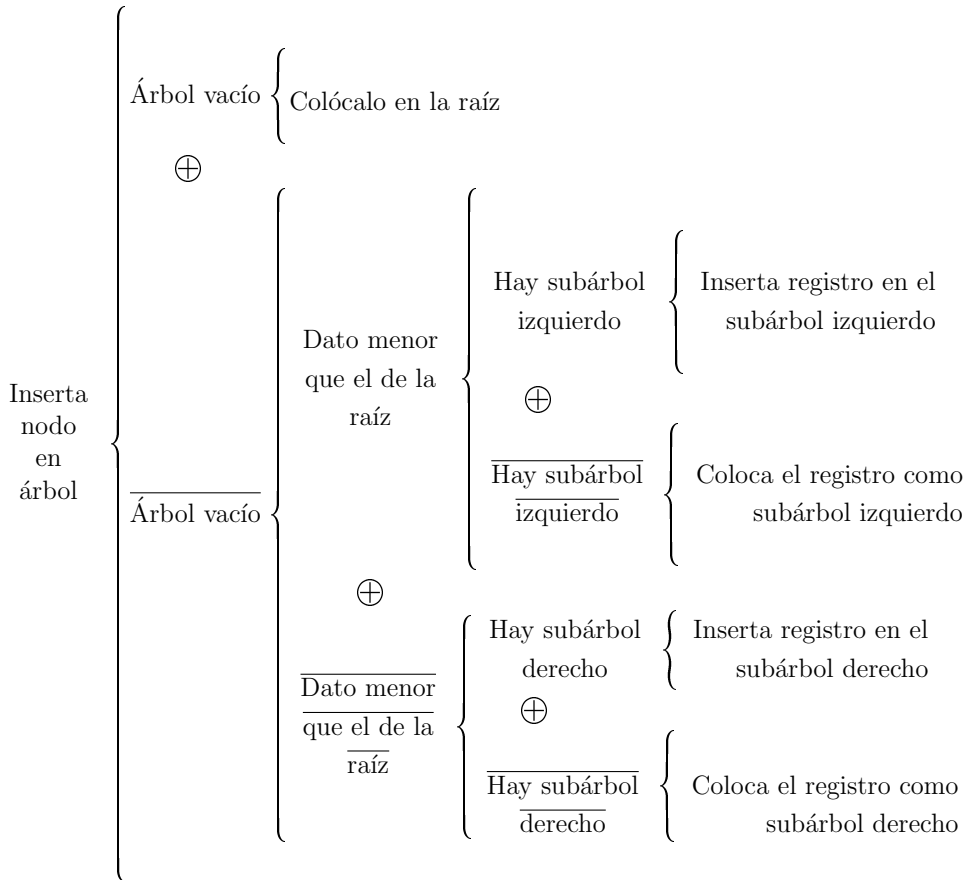 Inserta
nodo
en
árbol
Árbol vacío
Colócalo en la raíz
⊕
Árbol vacío
Dato menor
que el de la
raíz
Hay subárbol
izquierdo
Inserta registro en el
subárbol izquierdo
⊕
Hay subárbol
izquierdo
Coloca el registro como
subárbol izquierdo
⊕
Dato menor
que el de la
raíz
Hay subárbol
derecho
Inserta registro en el
subárbol derecho
⊕
Hay subárbol
derecho
Coloca el registro como
subárbol derecho